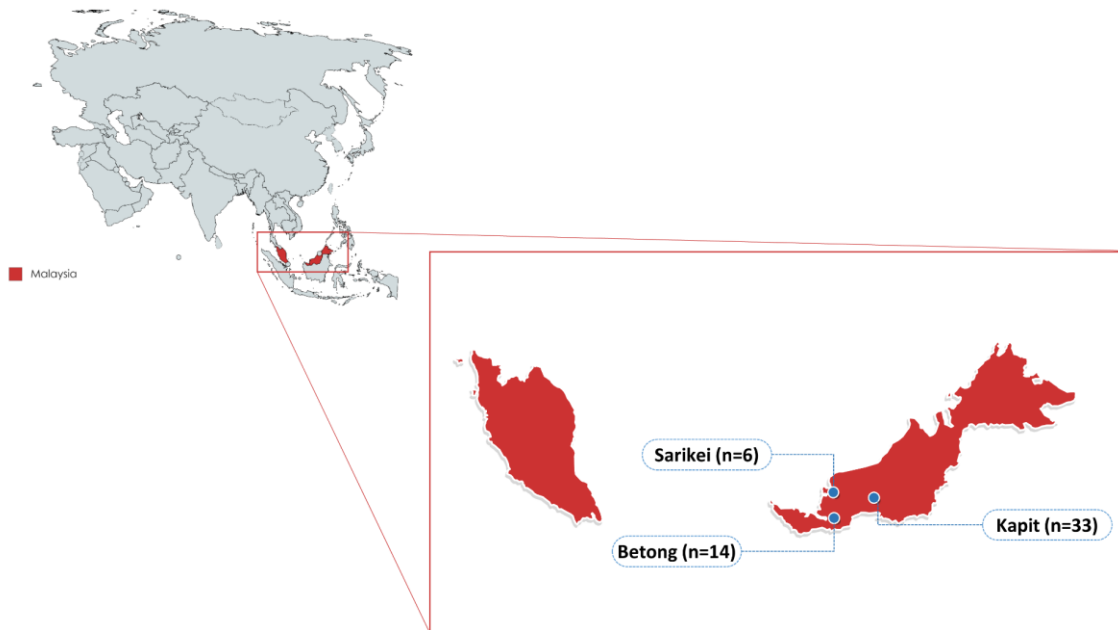 Malaysia
Sarikei (n=6)
Kapit (n=33)
Betong (n=14)